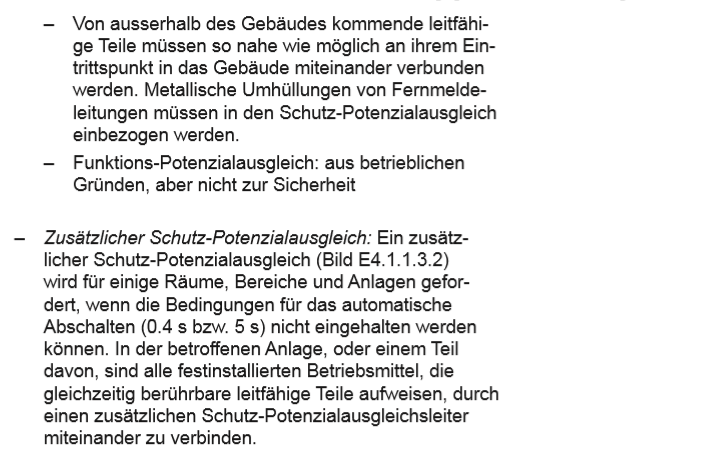 – Von ausserhalb des Gebäudes kommende leitfähi-
ge Teile müssen so nahe wie möglich an ihrem Ein-
trittspunkt in das Gebäude miteinander verbunden
werden. Metallische Umhüllungen von Fernmelde-
leitungen müssen in den Schutz-Potenzialausgleich
einbezogen werden.
– Funktions-Potenzialausgleich: aus betrieblichen
Gründen, aber nicht zur Sicherheit
– Zusätzlicher Schutz-Potenzialausgleich: Ein zusätz-
licher Schutz-Potenzialausgleich (Bild E4.1.1.3.2)
wird für einige Räume, Bereiche und Anlagen gefor-
dert, wenn die Bedingungen für das automatische
Abschalten (0.4 s bzw. 5 s) nicht eingehalten werden
können. In der betroffenen Anlage, oder einem Teil
davon, sind alle festinstallierten Betriebsmittel, die
gleichzeitig berührbare leitfähige Teile aufweisen, durch
einen zusätzlichen Schutz-Potenzialausgleichsleiter
miteinander zu verbinden.